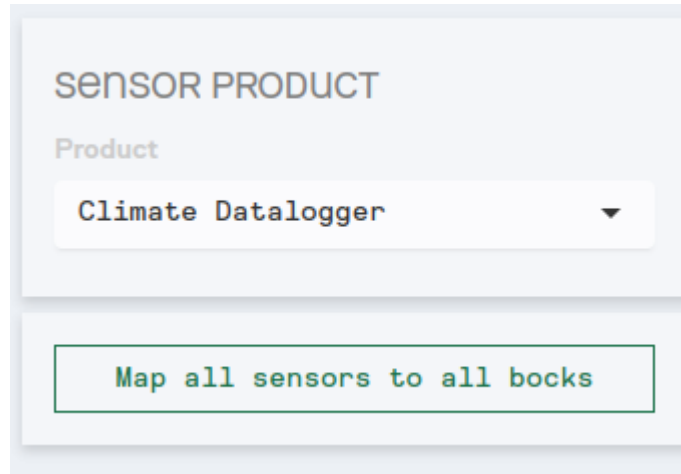 SENSOR PRODUCT
Product
Climate Datalogger
Map all sensors to all bocks